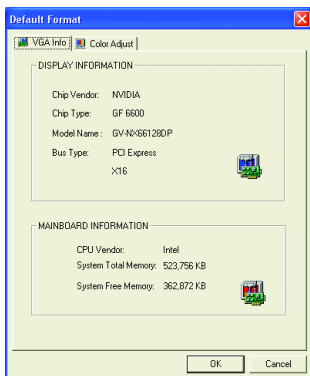 Default Format
VGA Info Color Adjust
DISPLAY INFORMATION
Chip Vendor: NVIDIA
Chip Type: GF 6600
Model Name : GV-NX66128DP
Bus Type: PCI Express
X16
MAINBOARD INFORMATION
CPU Vendor: Intel
System Total Memory: 523,756 KB
System Free Memory: 362,872 KB
OK Cancel